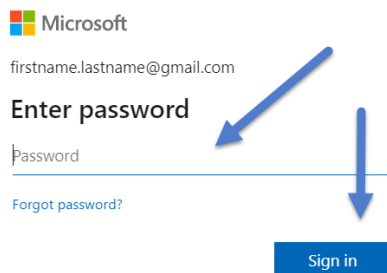 Microsoft
firstname.lastname@gmail.com
Enter password
Password
Forgot password?
Sign in